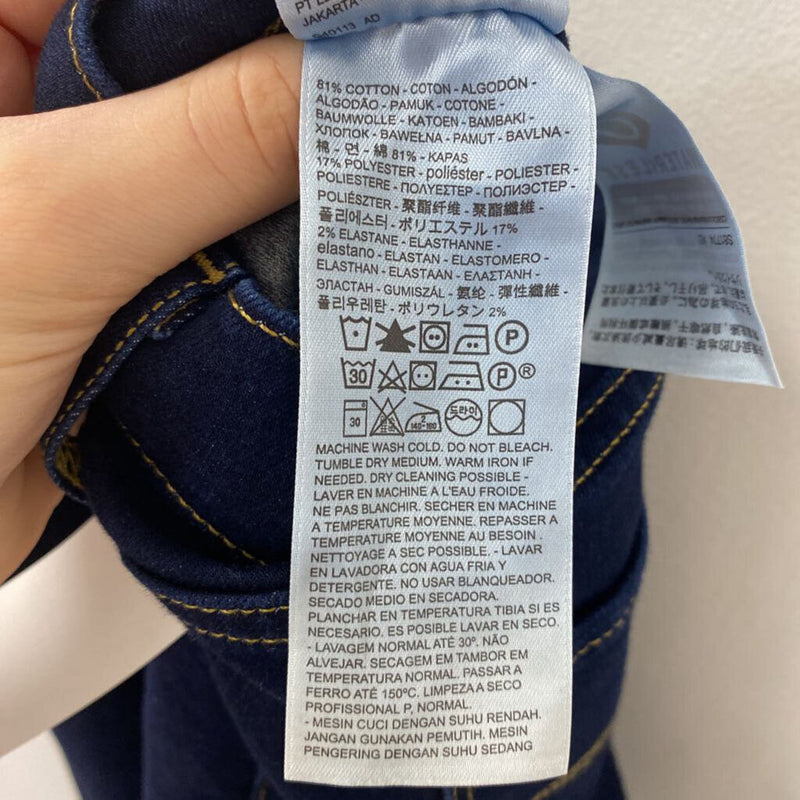 JAKARTA
81% COTTON - COTON - ALGODÓN -
ALGODÃO - PAMUK - COTONE -
BAUMWOLLE - KATOEN - BAMBAKI -
ХЛОПОК - BAWEŁNA - PAMUT - BAVLNA -
棉 - 면 - 綿 81% - KAPAS
17% POLYESTER - poliéster - POLIESTER -
POLIESTERE - ΠΟΛΥΕΣΤΕΡ - ПОЛИЭСТЕР -
POLIÉSZTER - 聚酯纤维 - 聚酯纖維 -
폴리에스터 - ポリエステル 17%
2% ELASTANE - ELASTHANNE -
elastano - ELASTAN - ELASTOMERO -
ELASTHAN - ELASTAAN - ΕΛΑΣΤΑΝΗ -
ЭЛАСТАН - GUMISZÁL - 氨纶 - 彈性纖維 -
폴리우레탄 - ポリウレタン 2%
P
30 P ®
30 2 140-160 드라이
MACHINE WASH COLD. DO NOT BLEACH.
TUMBLE DRY MEDIUM. WARM IRON IF
NEEDED. DRY CLEANING POSSIBLE -
LAVER EN MACHINE A L'EAU FROIDE.
NE PAS BLANCHIR. SECHER EN MACHINE
A TEMPERATURE MOYENNE. REPASSER A
TEMPERATURE MOYENNE AU BESOIN .
NETTOYAGE A SEC POSSIBLE. - LAVAR
EN LAVADORA CON AGUA FRIA Y
DETERGENTE. NO USAR BLANQUEADOR.
SECADO MEDIO EN SECADORA.
PLANCHAR EN TEMPERATURA TIBIA SI ES
NECESARIO. ES POSIBLE LAVAR EN SECO.
- LAVAGEM NORMAL ATÉ 30º. NÃO
ALVEJAR. SECAGEM EM TAMBOR EM
TEMPERATURA NORMAL. PASSAR A
FERRO ATÉ 150ºC. LIMPEZA A SECO
PROFISSIONAL P, NORMAL.
- MESIN CUCI DENGAN SUHU RENDAH.
JANGAN GUNAKAN PEMUTIH. MESIN
PENGERING DENGAN SUHU SEDANG